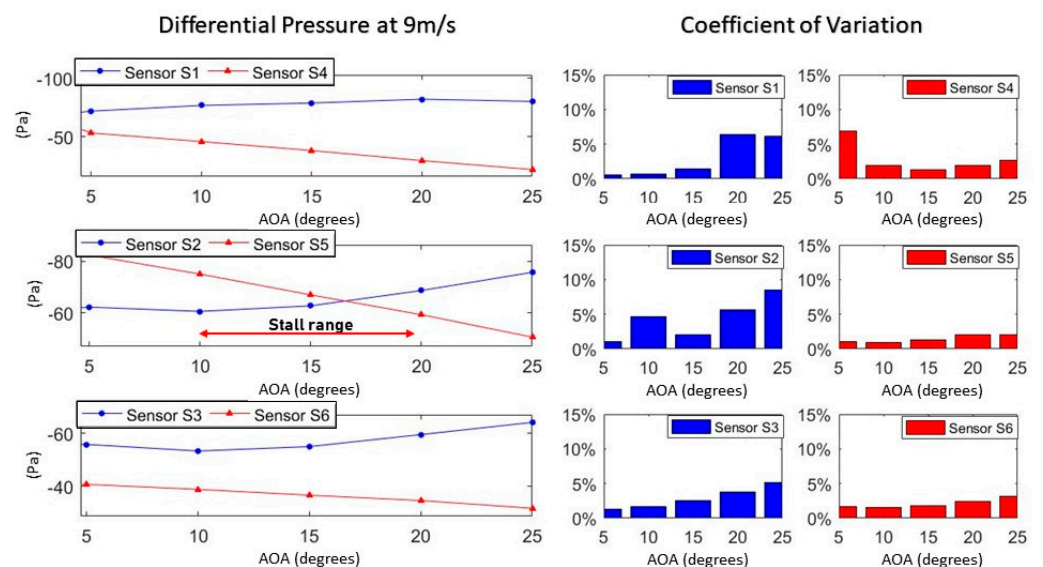 Differential Pressure at 9m/s
Coefficient of Variation
Sensor S1 Sensor S4
-100
-50
(Pa)
5 10 15 20 25
AOA (degrees)
15%
10%
5%
0%
Sensor S1
5 10 15 20 25
AOA (degrees)
15%
10%
5%
0%
Sensor S4
5 10 15 20 25
AOA (degrees)
Sensor S2 Sensor S5
-80
-60
(Pa)
Stall range
5 10 15 20 25
AOA (degrees)
15%
10%
5%
0%
Sensor S2
5 10 15 20 25
AOA (degrees)
15%
10%
5%
0%
Sensor S5
5 10 15 20 25
AOA (degrees)
Sensor S3 Sensor S6
-60
-40
(Pa)
5 10 15 20 25
AOA (degrees)
15%
10%
5%
0%
Sensor S3
5 10 15 20 25
AOA (degrees)
15%
10%
5%
0%
Sensor S6
5 10 15 20 25
AOA (degrees)